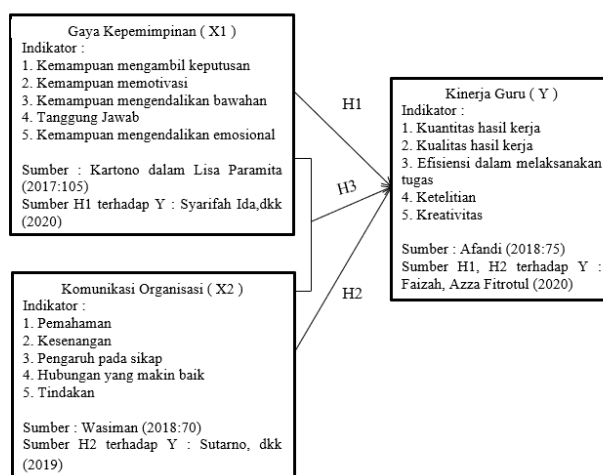 Gaya Kepemimpinan ( X1 )
Indikator :
1. Kemampuan mengambil keputusan
2. Kemampuan memotivasi
3. Kemampuan mengendalikan bawahan
4. Tanggung Jawab
5. Kemampuan mengendalikan emosional
Sumber : Kartono dalam Lisa Paramita
(2017:105)
Sumber H1 terhadap Y : Syarifah Ida,dkk
(2020)
H1
H3
H2
Kinerja Guru ( Y )
Indikator :
1. Kuantitas hasil kerja
2. Kualitas hasil kerja
3. Efisiensi dalam melaksanakan
tugas
4. Ketelitian
5. Kreativitas
Sumber : Afandi (2018:75)
Sumber H1, H2 terhadap Y :
Faizah, Azza Fitrotul (2020)
Komunikasi Organisasi ( X2 )
Indikator :
1. Pemahaman
2. Kesenangan
3. Pengaruh pada sikap
4. Hubungan yang makin baik
5. Tindakan
Sumber : Wasiman (2018:70)
Sumber H2 terhadap Y : Sutarno, dkk
(2019)